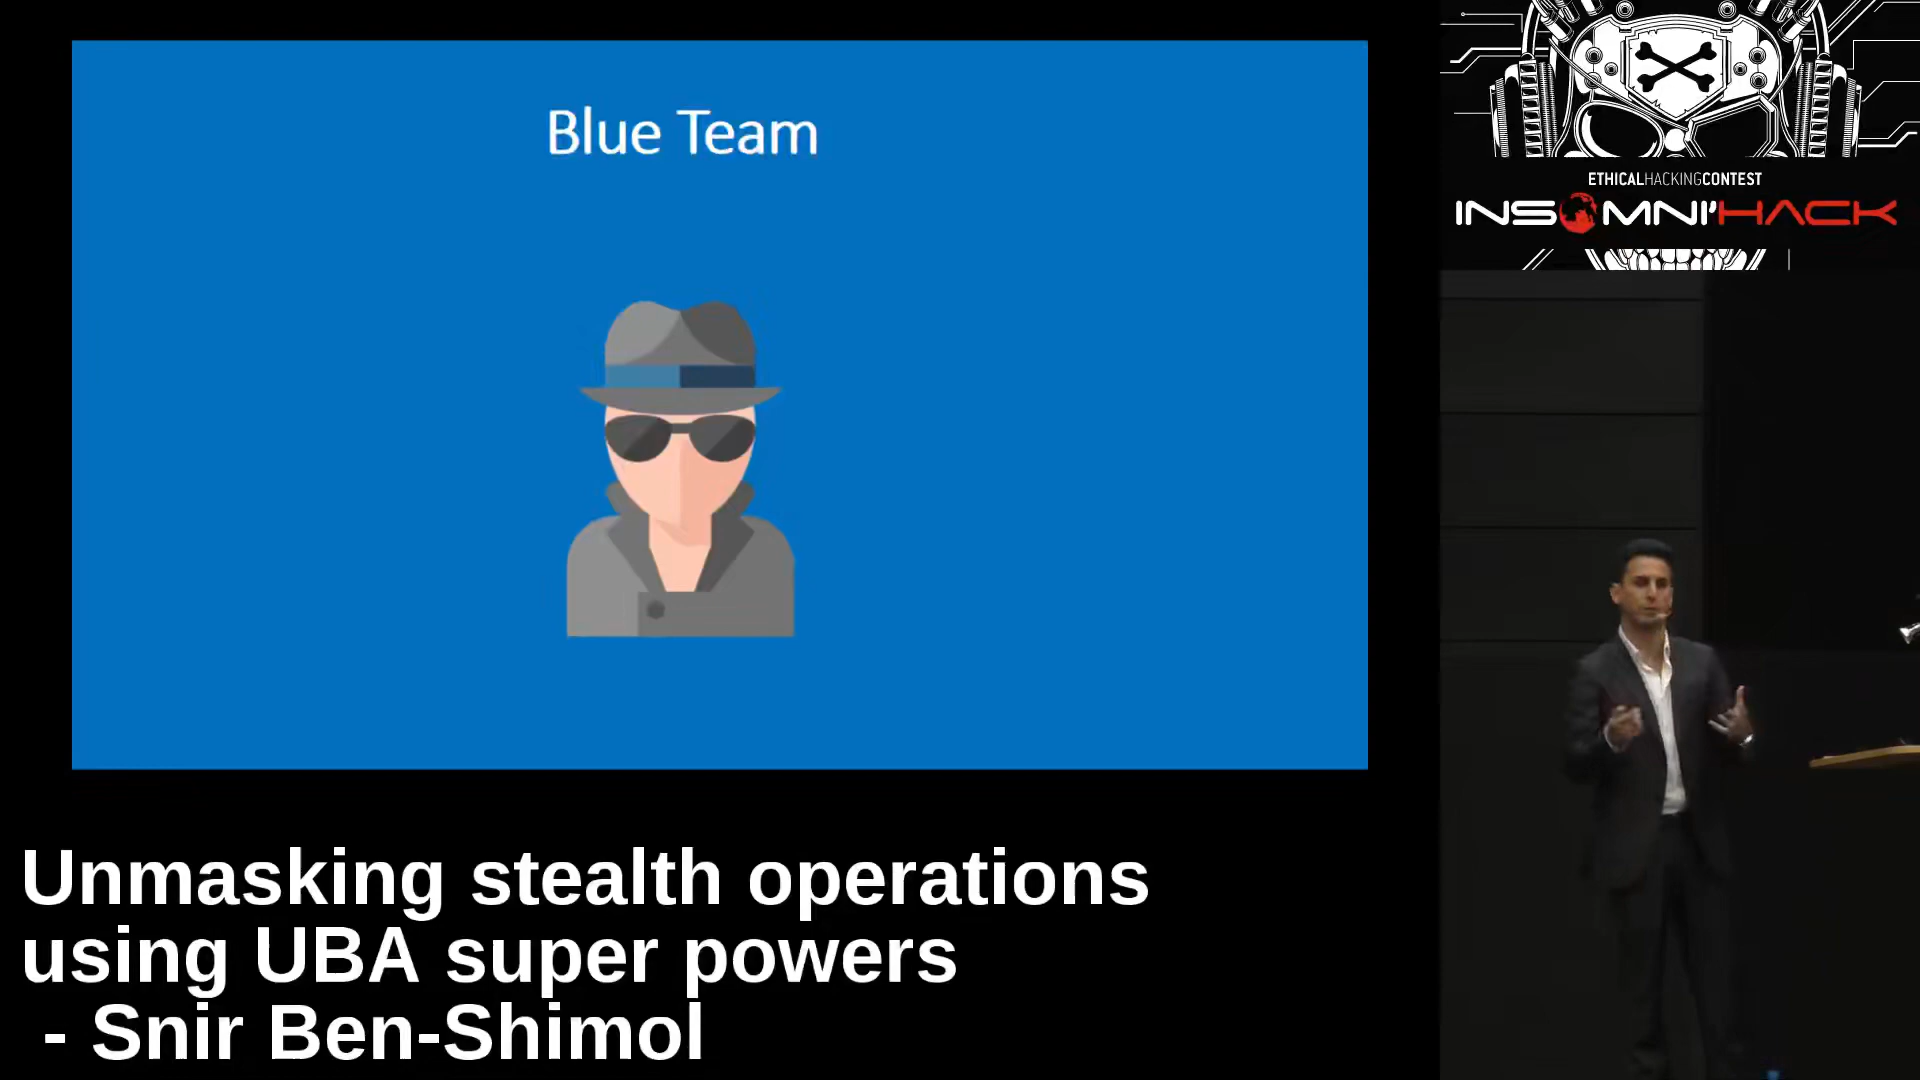 Blue Team
ETHICALHACKINGCONTEST
INSOMNI'HACK
Unmasking stealth operations
using UBA super powers
- Snir Ben-Shimol